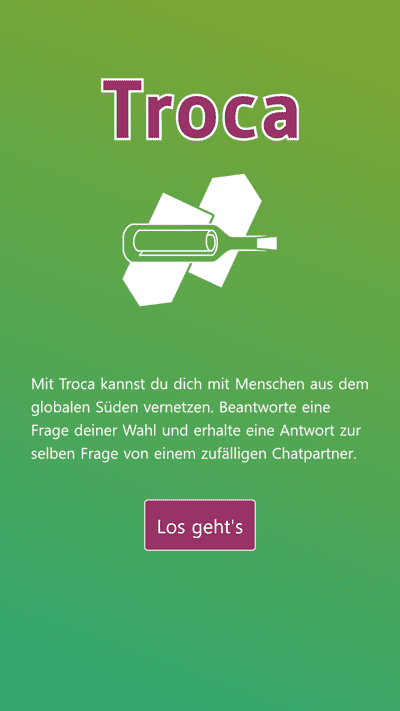 Troca
Mit Troca kannst du dich mit Menschen aus dem
globalen Süden vernetzen. Beantworte eine
Frage deiner Wahl und erhalte eine Antwort zur
selben Frage von einem zufälligen Chatpartner.
Los geht's